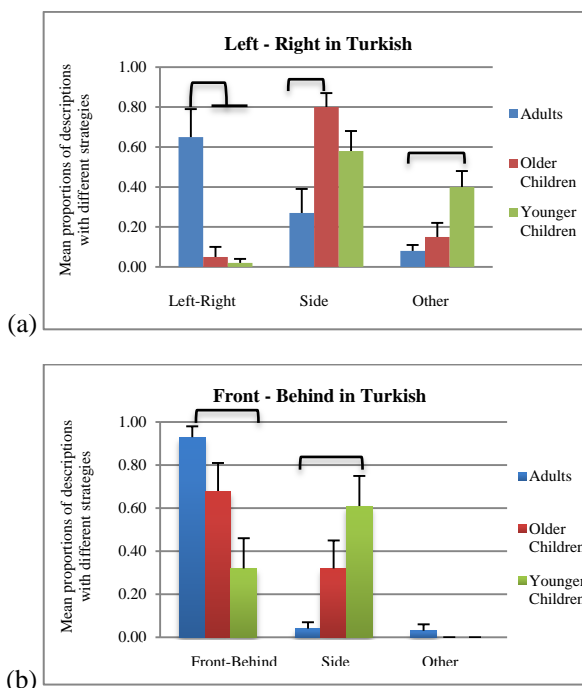 Left - Right in Turkish
Mean proportions of descriptions
with different strategies
1.00
0.80
0.60
0.40
0.20
0.00
Left-Right
Side
Other
Adults
Older
Children
Younger
Children
(a)
Front - Behind in Turkish
Mean proportions of descriptions
with different strategies
1.00
0.80
0.60
0.40
0.20
0.00
Front-Behind
Side
Other
Adults
Older
Children
Younger
Children
(b)